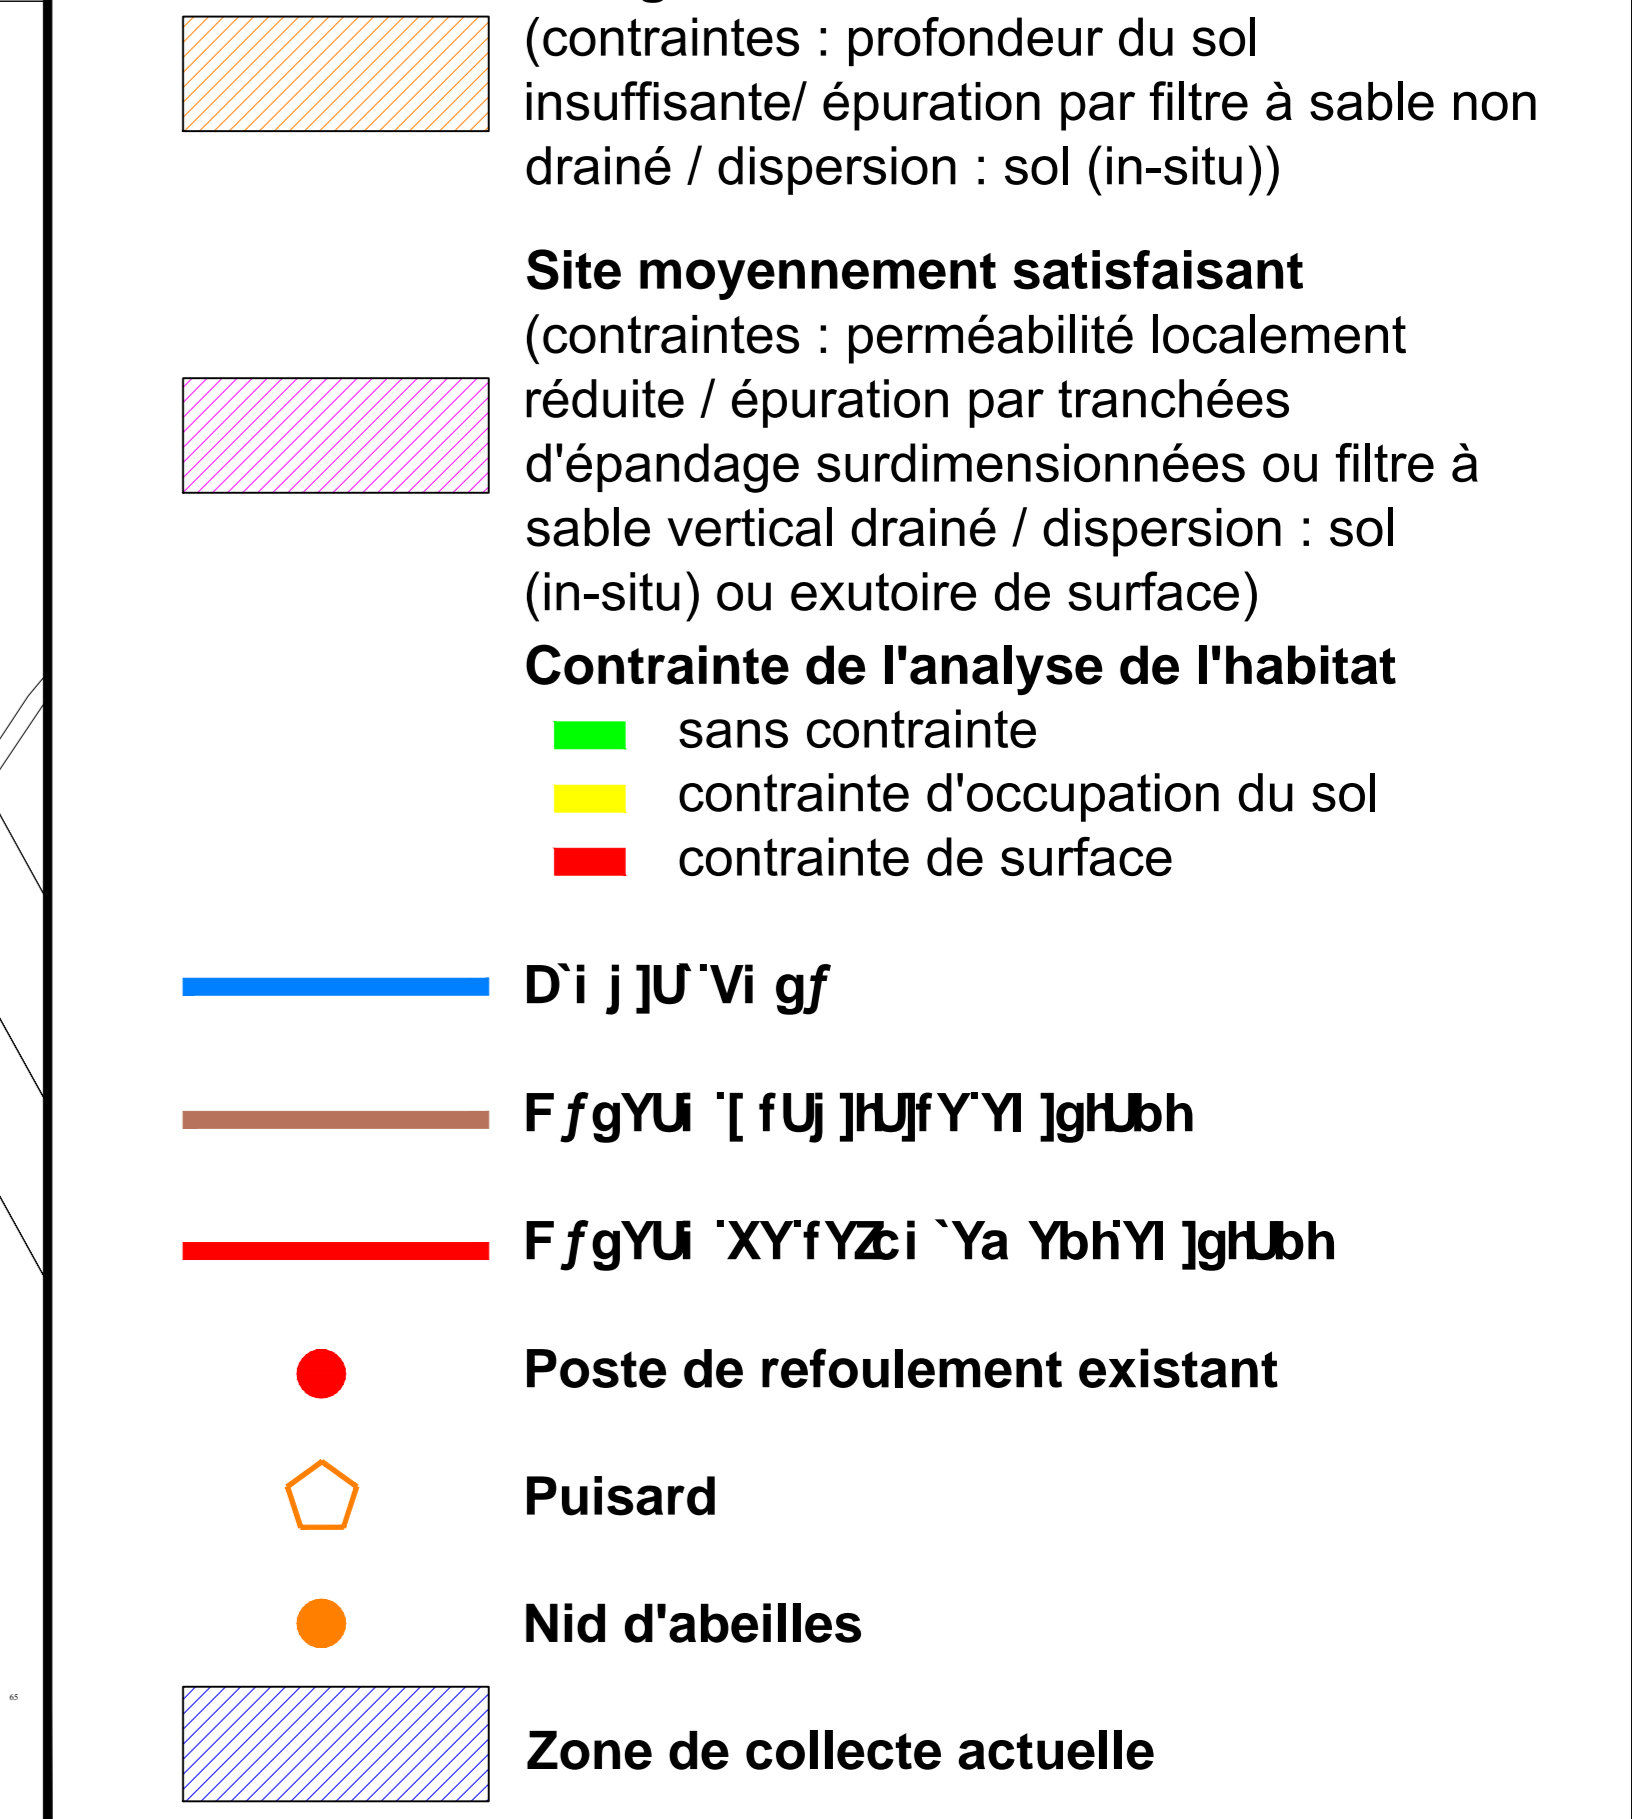 (contraintes : profondeur du sol
insuffisante/ épuration par filtre à sable non
drainé / dispersion : sol (in-situ))
Site moyennement satisfaisant
(contraintes : perméabilité localement
réduite / épuration par tranchées
d'épandage surdimensionnées ou filtre à
sable vertical drainé / dispersion : sol
(in-situ) ou exutoire de surface)
Contrainte de l'analyse de l'habitat
sans contrainte
contrainte d'occupation du sol
contrainte de surface
Poste de refoulement existant
Puisard
Nid d'abeilles
65
Zone de collecte actuelle